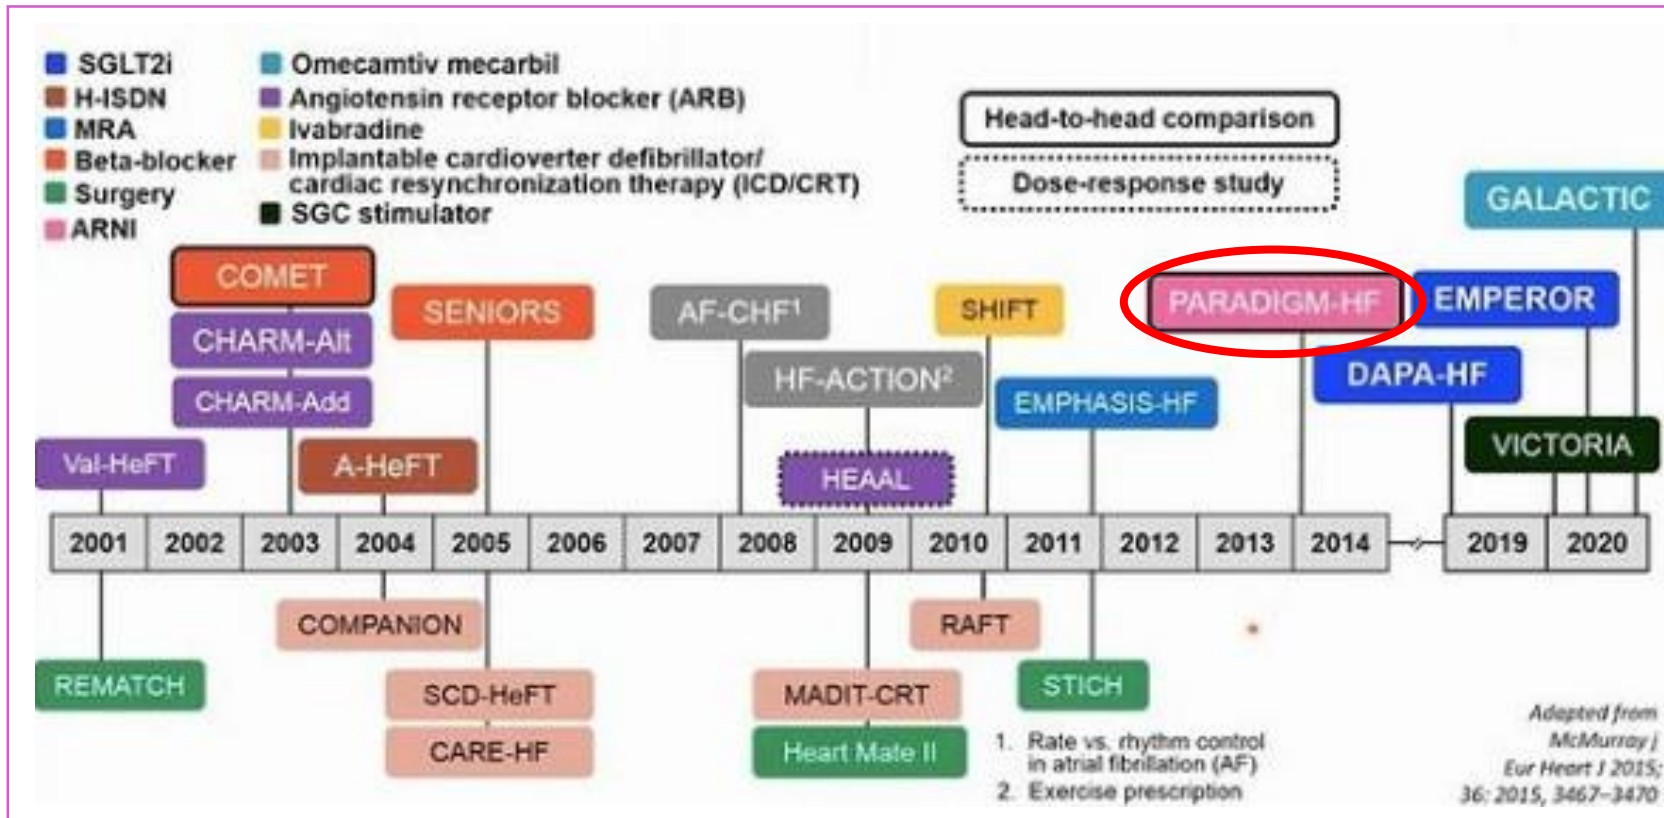 SGLT2i
H-ISDN
MRA
Beta-blocker
Surgery
ARNI
Omecamtiv mecarbil
Angiotensin receptor blocker (ARB)
Ivabradine
Implantable cardioverter defibrillator/
cardiac resynchronization therapy (ICD/CRT)
SGC stimulator
Head-to-head comparison
Dose-response study
GALACTIC
COMET
SENIORS
AF-CHF¹
SHIFT
PARADIGM-HF
EMPEROR
CHARM-Alt
HF-ACTION²
DAPA-HF
CHARM-Add
EMPHASIS-HF
Val-HeFT
A-HeFT
HEAAL
VICTORIA
2001 2002 2003 2004 2005 2006 2007 2008 2009 2010 2011 2012 2013 2014 2019 2020
COMPANION
RAFT
REMATCH
SCD-HeFT
MADIT-CRT
STICH
CARE-HF
Heart Mate II
1. Rate vs. rhythm control
in atrial fibrillation (AF)
2. Exercise prescription
Adapted from
McMurray J
Eur Heart J 2015;
36: 2015, 3467–3470